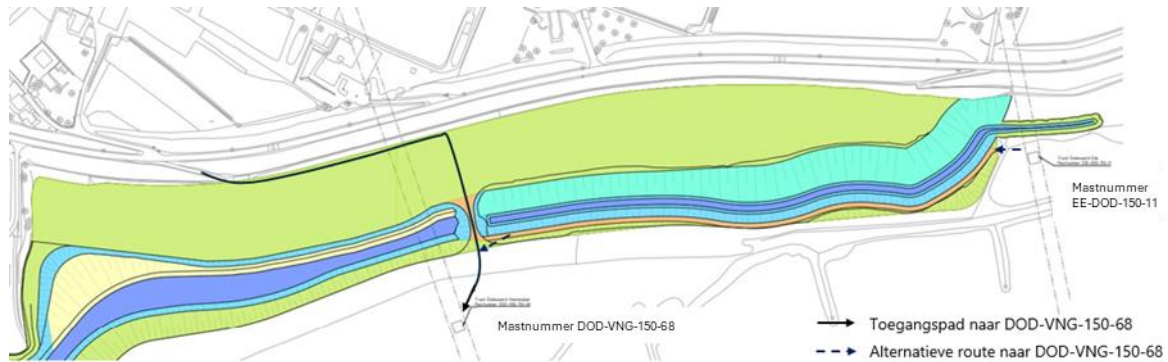 Mastnummer
EE-DOD-150-11
Mastnummer DOD-VNG-150-68
Toegangspad naar DOD-VNG-150-68
Alternatieve route naar DOD-VNG-150-68